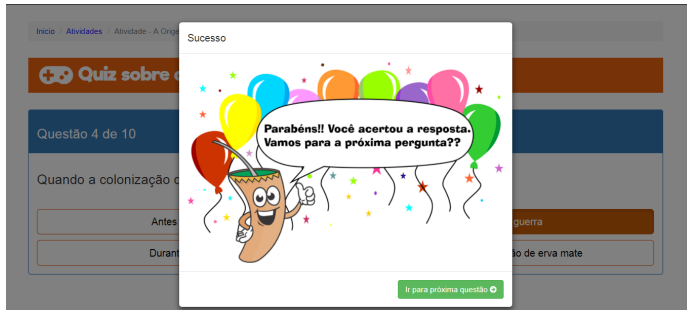 Início / Atividades / Atividade - A Orige
Sucesso
Quiz sobre
Parabéns!! Você acertou a resposta.
Vamos para a próxima pergunta??
Questão 4 de 10
Quando a colonização
Antes
guerra
Durant
de erva mate
Ir para próxima questão